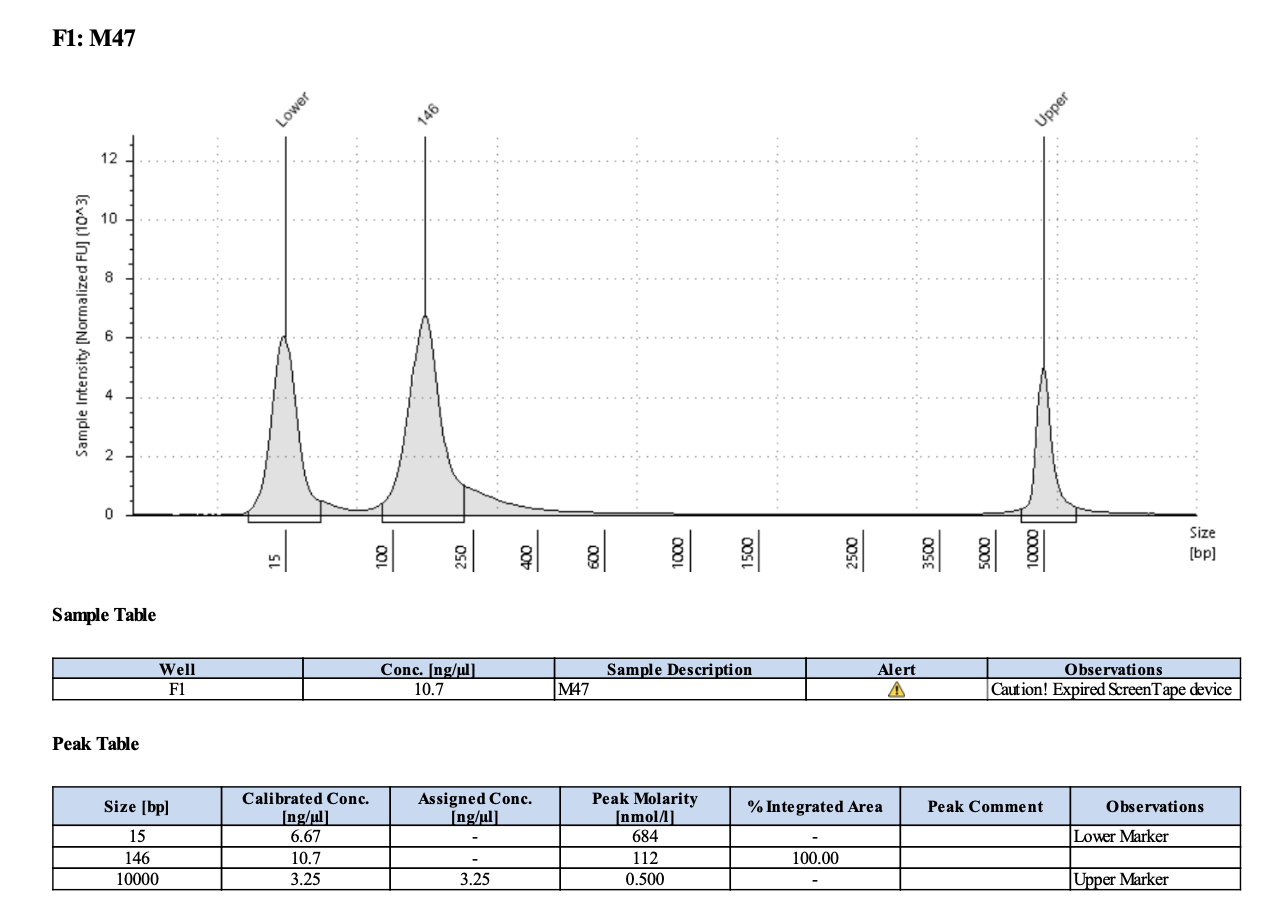 F1: M47
Lower
146
Upper
Sample Intensity [Normalized FU] (10^3)
12
10
8
6
4
2
0
15
100
250
400
600
1000
1500
2500
3500
5000
10000
Size
[bp]
Sample Table
Well Conc. [ng/µl] Sample Description Alert Observations
F1 10.7 M47 Caution! Expired ScreenTape device
Peak Table
Size [bp] Calibrated Conc. [ng/µl] Assigned Conc. [ng/µl] Peak Molarity [nmol/l] % Integrated Area Peak Comment Observations
15 6.67 - 684 - Lower Marker
146 10.7 - 112 100.00
10000 3.25 3.25 0.500 - Upper Marker